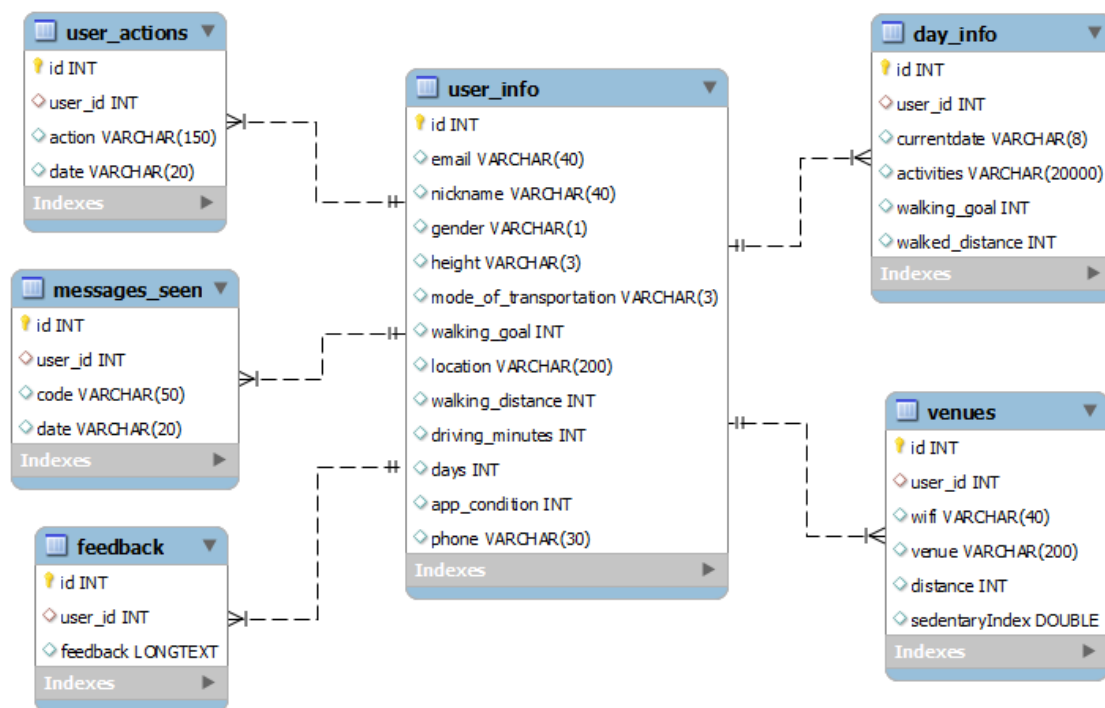 user_actions
id INT
user_id INT
action VARCHAR(150)
date VARCHAR(20)
Indexes
messages_seen
id INT
user_id INT
code VARCHAR(50)
date VARCHAR(20)
Indexes
feedback
id INT
user_id INT
feedback LONGTEXT
Indexes
user_info
id INT
email VARCHAR(40)
nickname VARCHAR(40)
gender VARCHAR(1)
height VARCHAR(3)
mode_of_transportation VARCHAR(3)
walking_goal INT
location VARCHAR(200)
walking_distance INT
driving_minutes INT
days INT
app_condition INT
phone VARCHAR(30)
Indexes
day_info
id INT
user_id INT
currentdate VARCHAR(8)
activities VARCHAR(20000)
walking_goal INT
walked_distance INT
Indexes
venues
id INT
user_id INT
wifi VARCHAR(40)
venue VARCHAR(200)
distance INT
sedentaryIndex DOUBLE
Indexes